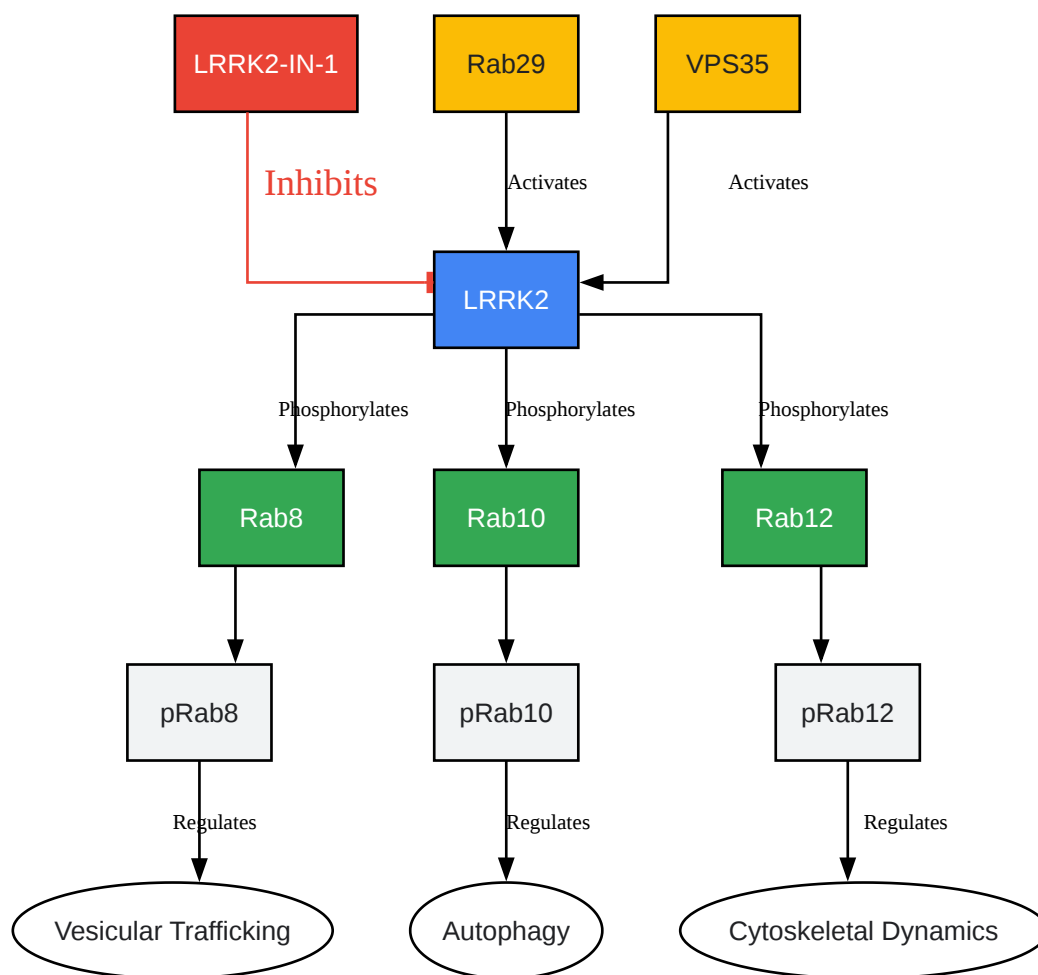 LRRK2-IN-1
Rab29
VPS35
Inhibits
Activates
Activates
LRRK2
Phosphorylates
Phosphorylates
Phosphorylates
Rab8
Rab10
Rab12
pRab8
pRab10
pRab12
Regulates
Regulates
Regulates
Vesicular Trafficking
Autophagy
Cytoskeletal Dynamics